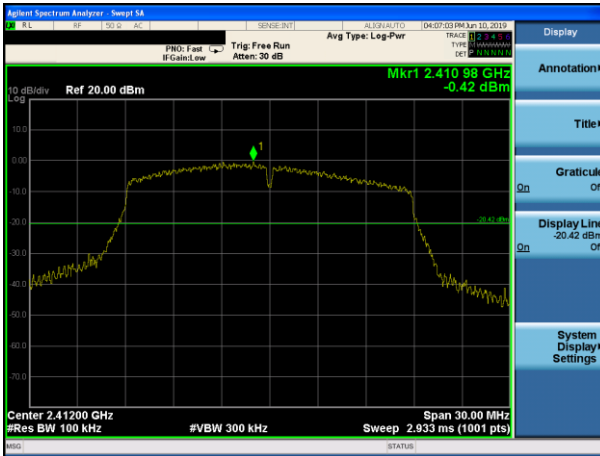 Agilent Spectrum Analyzer - Swept SA
RL RF 50 Ω AC SENSE:INT ALIGNAUTO 04:07:03 PM Jun 10, 2019
Avg Type: Log-Pwr
TRACE 1 2 3 4 5 6
TYPE M
DET P N N N N N
PNO: Fast
IFGain:Low
Trig: Free Run
Atten: 30 dB
Mkr1 2.410 98 GHz
-0.42 dBm
10 dB/div Ref 20.00 dBm
Log
10.0
0.00
-10.0
-20.0
-30.0
-40.0
-50.0
-60.0
-70.0
1
-20.42 dBm
Center 2.41200 GHz Span 30.00 MHz
#Res BW 100 kHz #VBW 300 kHz Sweep 2.933 ms (1001 pts)
MSG STATUS
Display
Annotation
Title
Graticule
On Of
Display Line
-20.42 dBm
On Of
System
Display
Settings